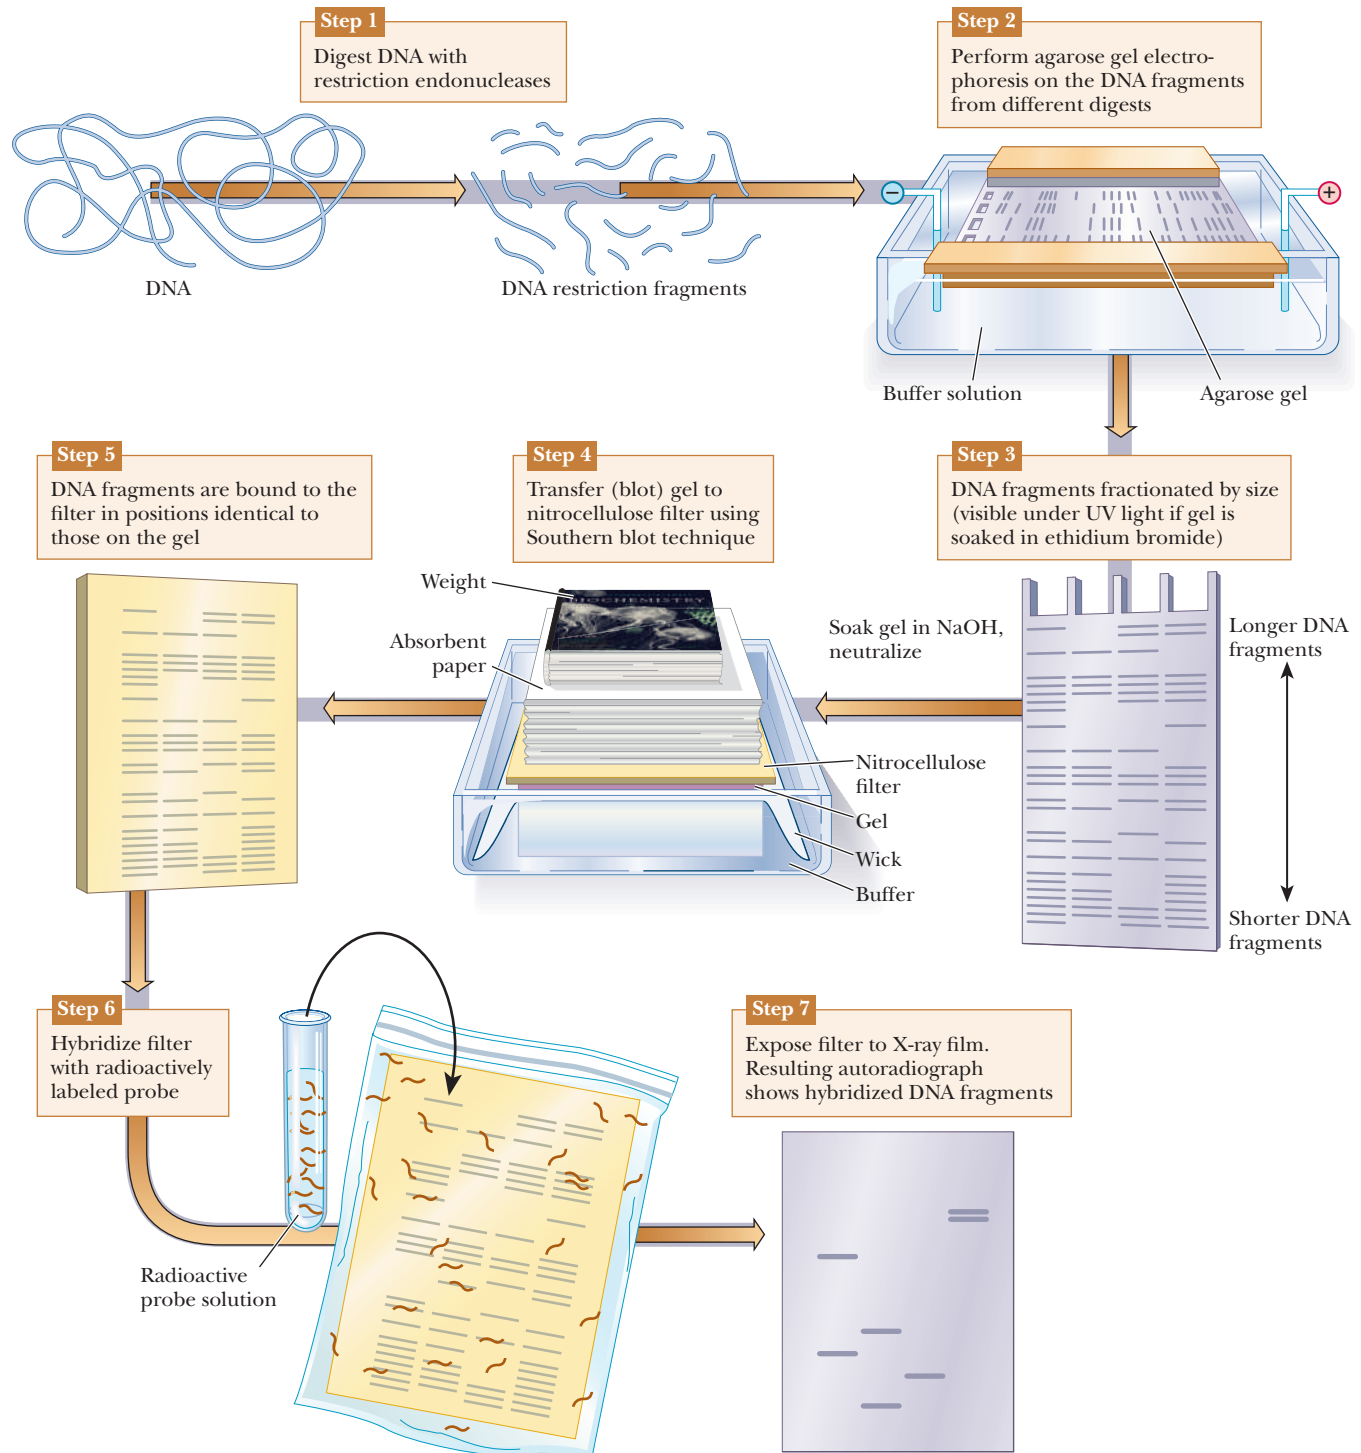 Step 1
Digest DNA with
restriction endonucleases
Step 2
Perform agarose gel electro-
phoresis on the DNA fragments
from different digests
−
+
DNA
DNA restriction fragments
Buffer solution
Agarose gel
Step 5
DNA fragments are bound to the
filter in positions identical to
those on the gel
Step 4
Transfer (blot) gel to
nitrocellulose filter using
Southern blot technique
Step 3
DNA fragments fractionated by size
(visible under UV light if gel is
soaked in ethidium bromide)
Weight
BIOCHEMISTRY
Absorbent
paper
Soak gel in NaOH,
neutralize
Longer DNA
fragments
Nitrocellulose
filter
Gel
Wick
Buffer
Shorter DNA
fragments
Step 6
Hybridize filter
with radioactively
labeled probe
Step 7
Expose filter to X-ray film.
Resulting autoradiograph
shows hybridized DNA fragments
Radioactive
probe solution